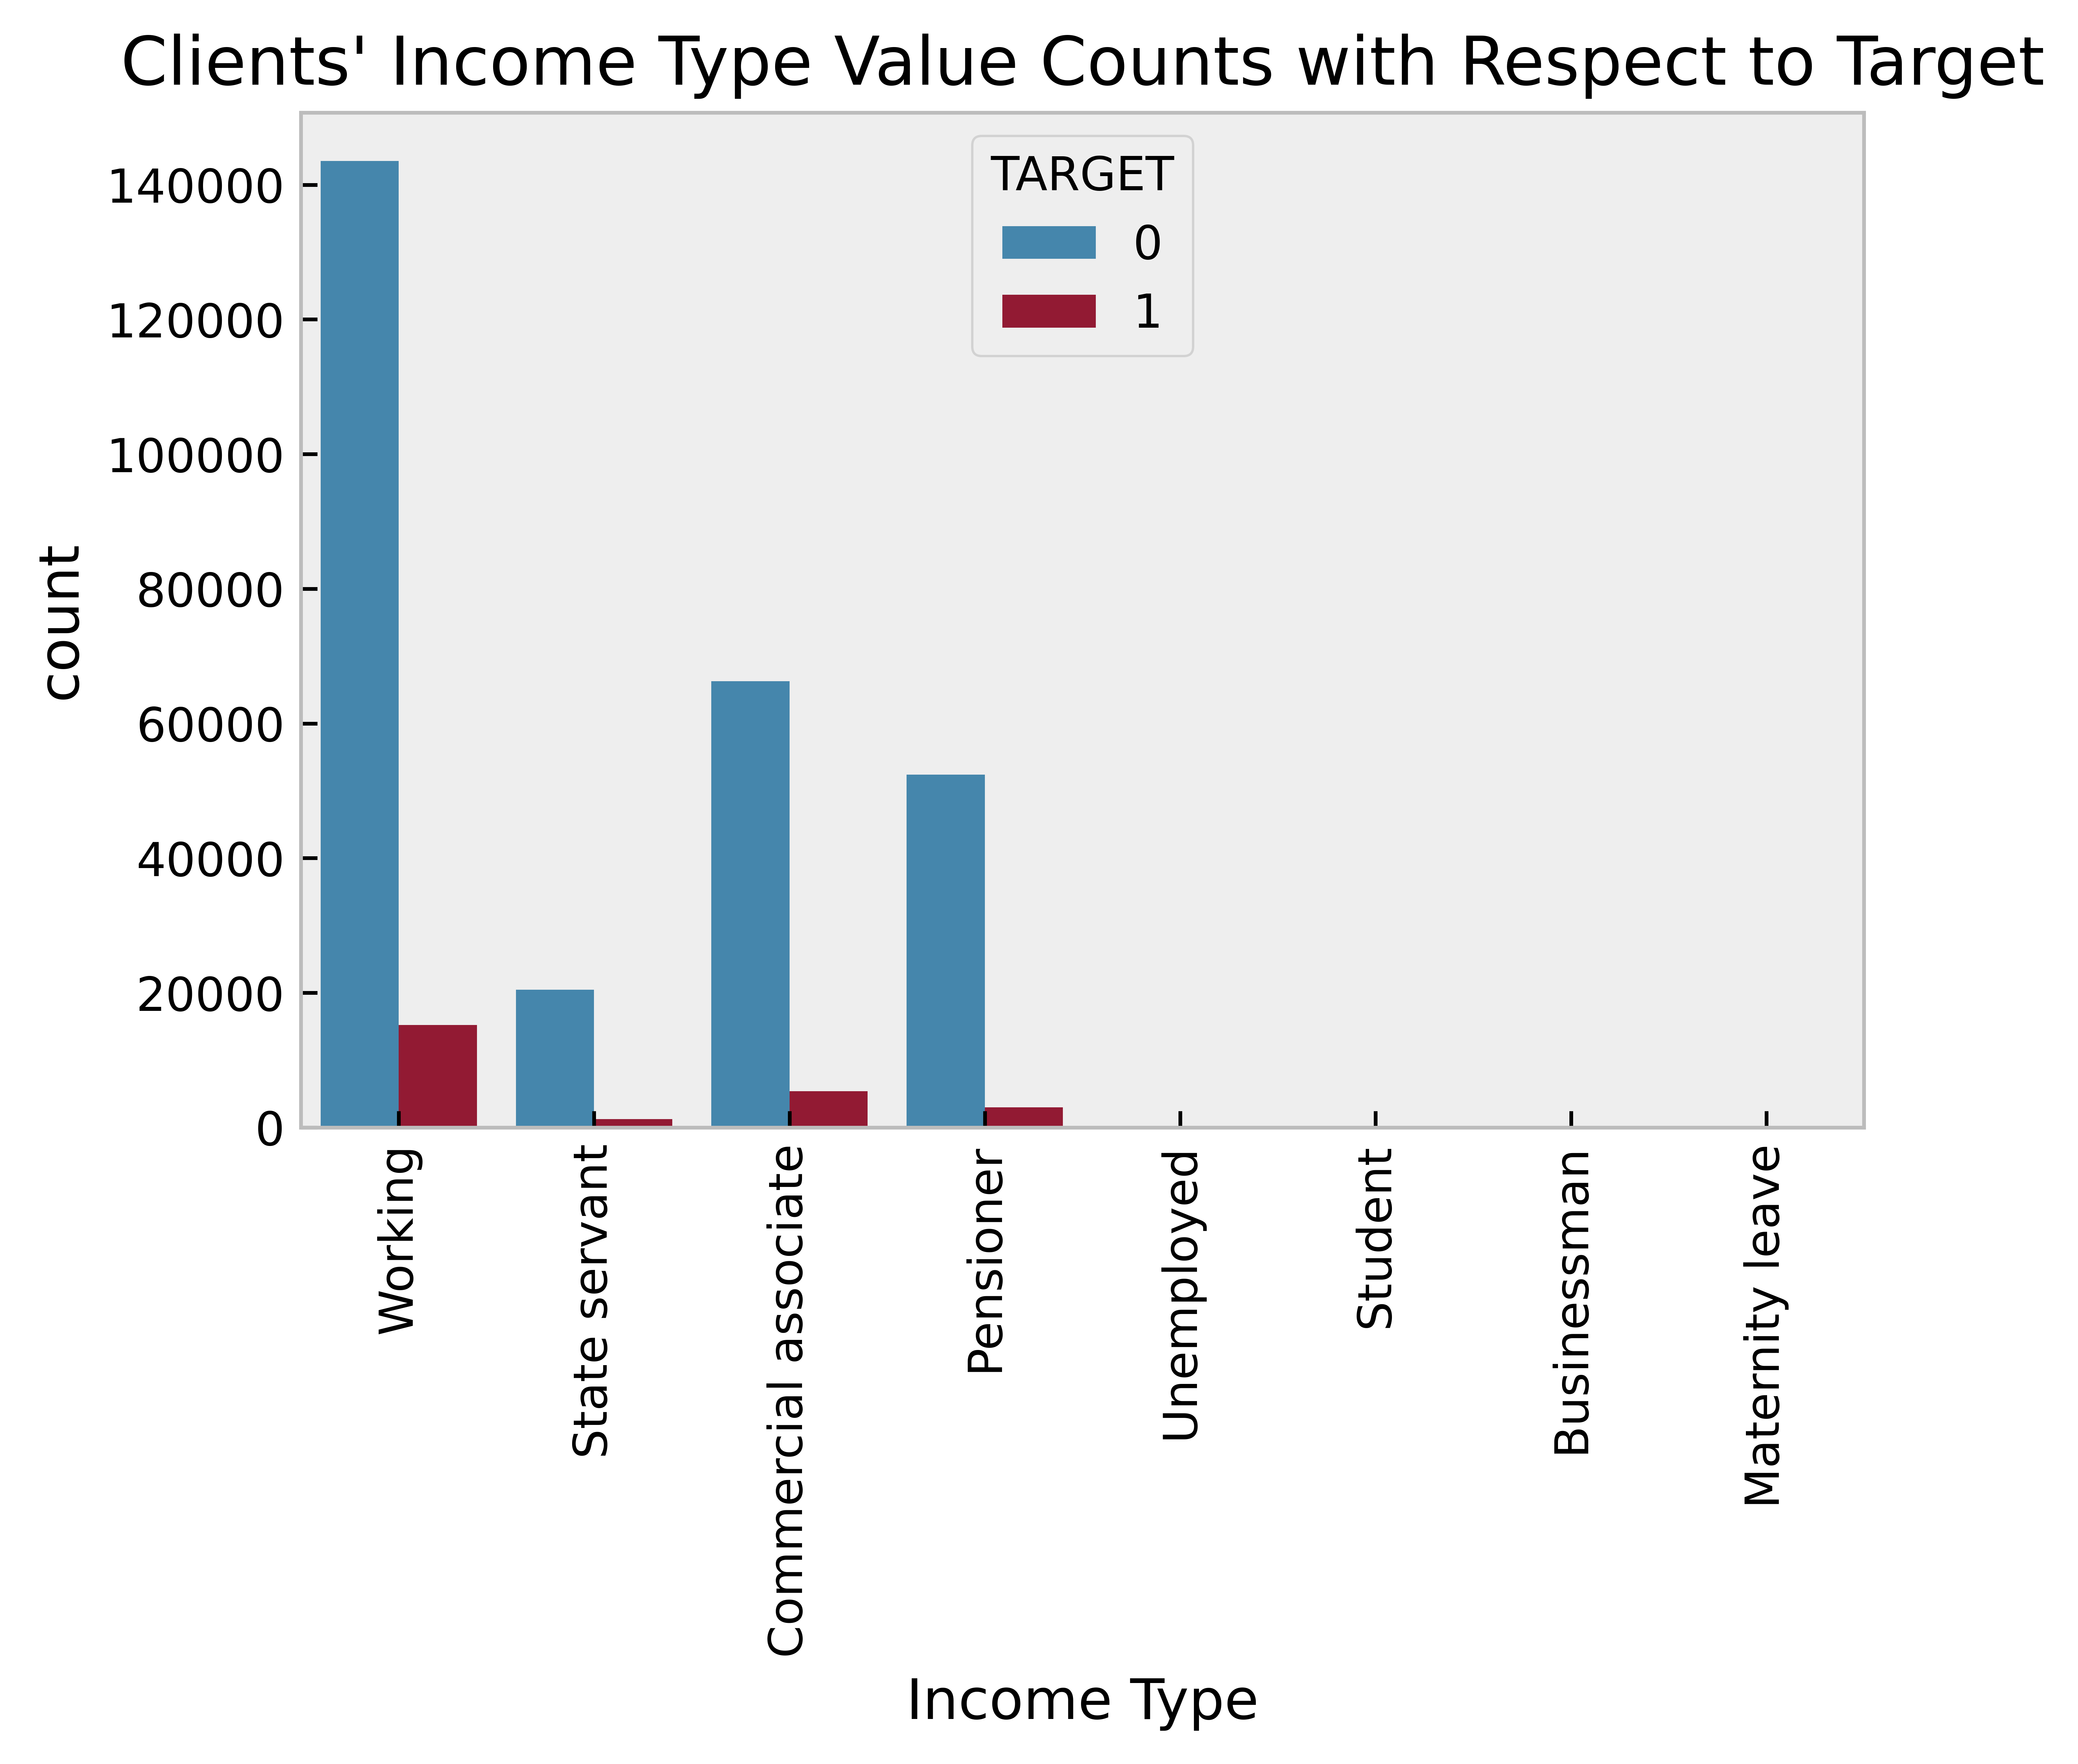 Clients' Income Type Value Counts with Respect to Target
TARGET
0
1
140000
120000
100000
80000
60000
40000
20000
0
count
Working
State servant
Commercial associate
Pensioner
Unemployed
Student
Businessman
Maternity leave
Income Type